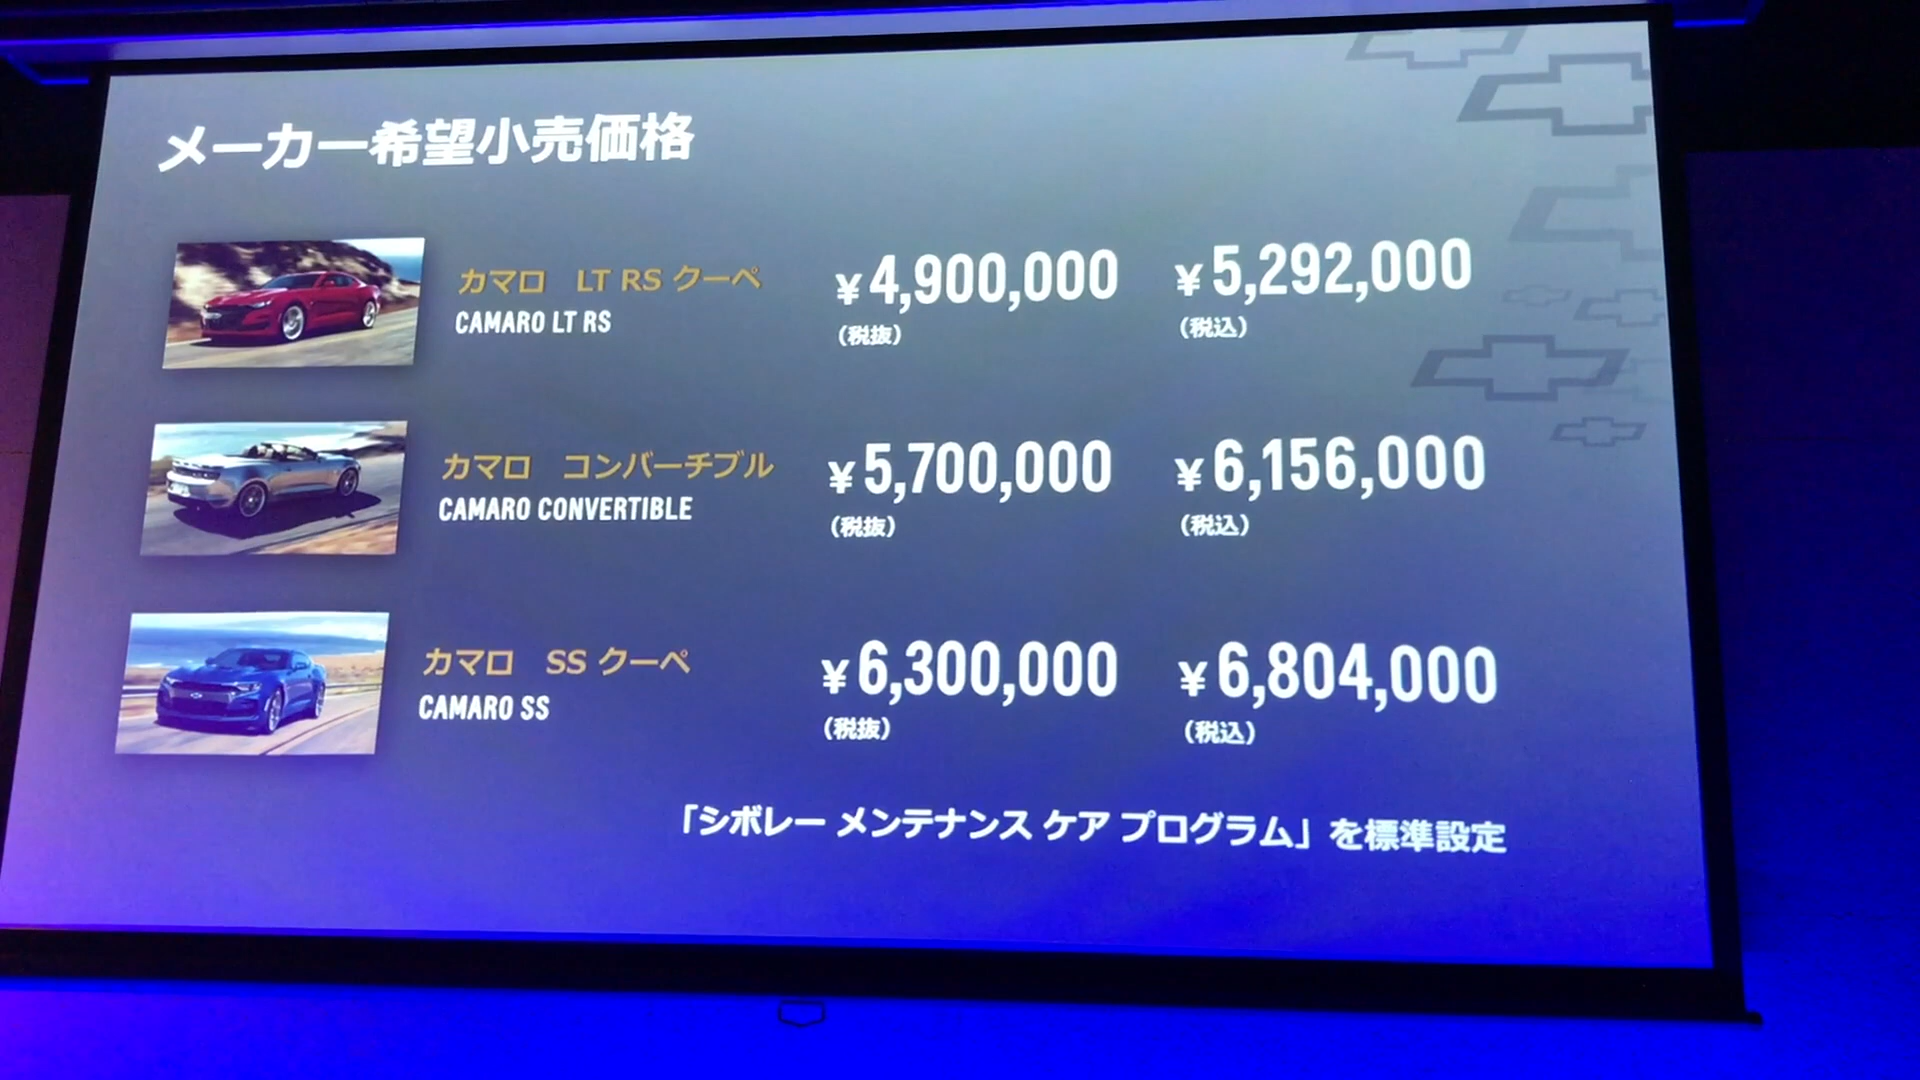 メーカー希望小売価格
カマロ　LT RS クーペ
CAMARO LT RS
¥4,900,000
(税抜)
¥5,292,000
(税込)
カマロ　コンバーチブル
CAMARO CONVERTIBLE
¥5,700,000
(税抜)
¥6,156,000
(税込)
カマロ　SS クーペ
CAMARO SS
¥6,300,000
(税抜)
¥6,804,000
(税込)
「シボレー メンテナンス ケア プログラム」を標準設定